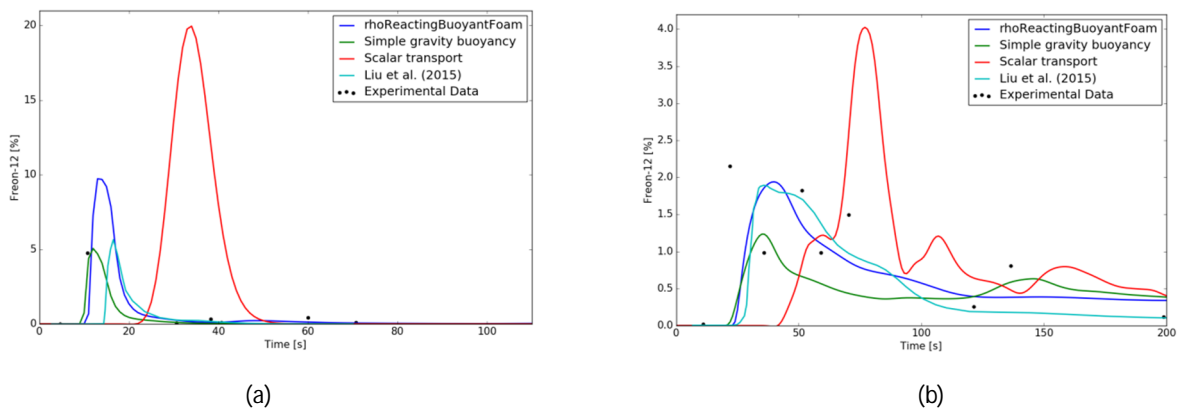 rhoReactingBuoyantFoam
Simple gravity buoyancy
Scalar transport
Liu et al. (2015)
Experimental Data
Freon-12 [%]
20
15
10
5
0
0 20 40 60 80 100
Time [s]
(a)
rhoReactingBuoyantFoam
Simple gravity buoyancy
Scalar transport
Liu et al. (2015)
Experimental Data
Freon-12 [%]
4.0
3.5
3.0
2.5
2.0
1.5
1.0
0.5
0.0
0 50 100 150 200
Time [s]
(b)